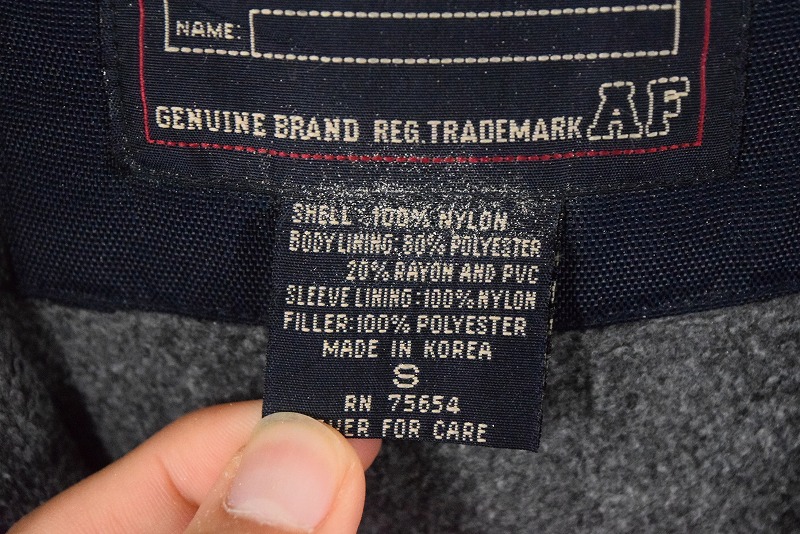 NAME:
GENUINE BRAND REG. TRADEMARK AF
SHELL: 100% NYLON
BODY LINING: 80% POLYESTER
20% RAYON AND PVC
SLEEVE LINING: 100% NYLON
FILLER: 100% POLYESTER
MADE IN KOREA
S
RN 75654
FOR CARE